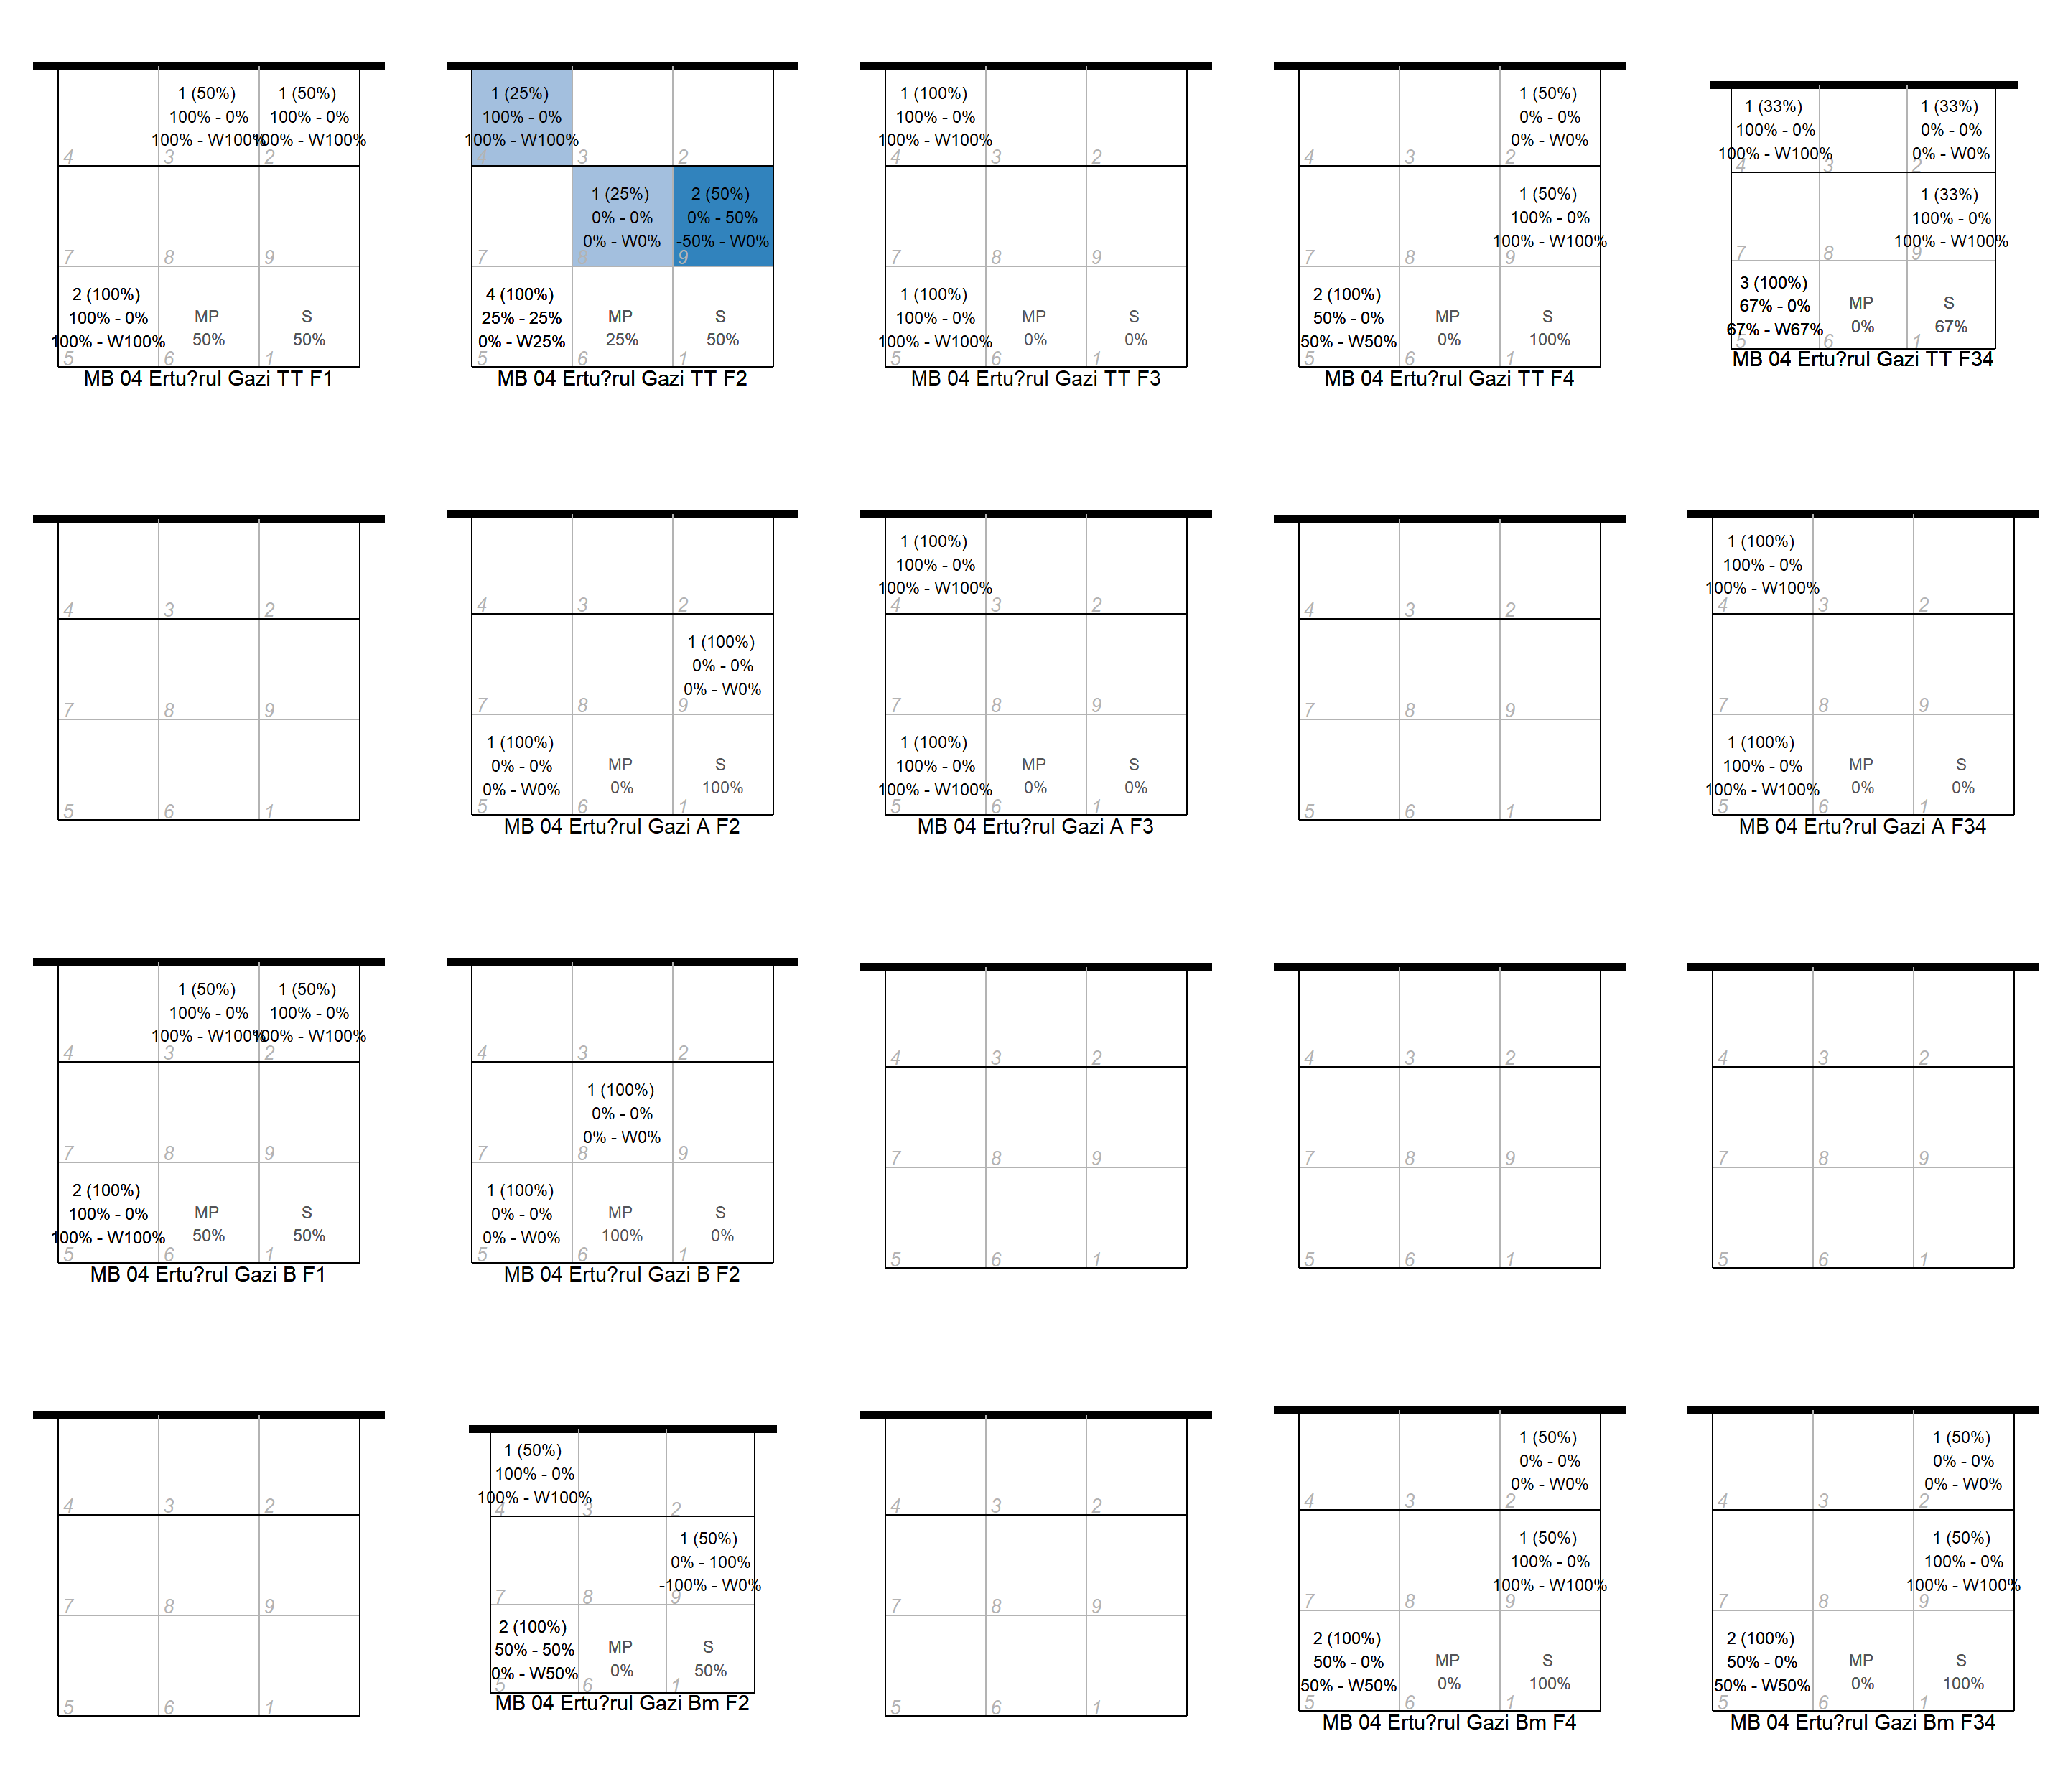 1 (50%)
100% - 0%
100% - W100%
1 (50%)
100% - 0%
100% - W100%
4 3 2
7 8 9
2 (100%)
100% - 0%
100% - W100%
MP
50%
S
50%
5 6 1
MB 04 Ertu?rul Gazi TT F1
1 (25%)
100% - 0%
100% - W100%
4 3 2
1 (25%)
0% - 0%
0% - W0%
2 (50%)
0% - 50%
-50% - W0%
7 8 9
4 (100%)
25% - 25%
0% - W25%
MP
25%
S
50%
5 6 1
MB 04 Ertu?rul Gazi TT F2
1 (100%)
100% - 0%
100% - W100%
4 3 2
7 8 9
1 (100%)
100% - 0%
100% - W100%
MP
0%
S
0%
5 6 1
MB 04 Ertu?rul Gazi TT F3
1 (50%)
0% - 0%
0% - W0%
4 3 2
1 (50%)
100% - 0%
100% - W100%
7 8 9
2 (100%)
50% - 0%
50% - W50%
MP
0%
S
100%
5 6 1
MB 04 Ertu?rul Gazi TT F4
1 (33%)
100% - 0%
100% - W100%
1 (33%)
0% - 0%
0% - W0%
4 3 2
1 (33%)
100% - 0%
100% - W100%
7 8 9
3 (100%)
67% - 0%
67% - W67%
MP
0%
S
67%
5 6 1
MB 04 Ertu?rul Gazi TT F34
4 3 2
7 8 9
5 6 1
4 3 2
1 (100%)
0% - 0%
0% - W0%
7 8 9
1 (100%)
0% - 0%
0% - W0%
MP
0%
S
100%
5 6 1
MB 04 Ertu?rul Gazi A F2
1 (100%)
100% - 0%
100% - W100%
4 3 2
7 8 9
1 (100%)
100% - 0%
100% - W100%
MP
0%
S
0%
5 6 1
MB 04 Ertu?rul Gazi A F3
4 3 2
7 8 9
5 6 1
1 (100%)
100% - 0%
100% - W100%
4 3 2
7 8 9
1 (100%)
100% - 0%
100% - W100%
MP
0%
S
0%
5 6 1
MB 04 Ertu?rul Gazi A F34
1 (50%)
100% - 0%
100% - W100%
1 (50%)
100% - 0%
100% - W100%
4 3 2
7 8 9
2 (100%)
100% - 0%
100% - W100%
MP
50%
S
50%
5 6 1
MB 04 Ertu?rul Gazi B F1
4 3 2
1 (100%)
0% - 0%
0% - W0%
7 8 9
1 (100%)
0% - 0%
0% - W0%
MP
100%
S
0%
5 6 1
MB 04 Ertu?rul Gazi B F2
4 3 2
7 8 9
5 6 1
4 3 2
7 8 9
5 6 1
4 3 2
7 8 9
5 6 1
4 3 2
7 8 9
5 6 1
1 (50%)
100% - 0%
100% - W100%
4 3 2
1 (50%)
0% - 100%
-100% - W0%
7 8 9
2 (100%)
50% - 50%
0% - W50%
MP
0%
S
50%
5 6 1
MB 04 Ertu?rul Gazi Bm F2
4 3 2
7 8 9
5 6 1
1 (50%)
0% - 0%
0% - W0%
4 3 2
1 (50%)
100% - 0%
100% - W100%
7 8 9
2 (100%)
50% - 0%
50% - W50%
MP
0%
S
100%
5 6 1
MB 04 Ertu?rul Gazi Bm F4
1 (50%)
0% - 0%
0% - W0%
4 3 2
1 (50%)
100% - 0%
100% - W100%
7 8 9
2 (100%)
50% - 0%
50% - W50%
MP
0%
S
100%
5 6 1
MB 04 Ertu?rul Gazi Bm F34